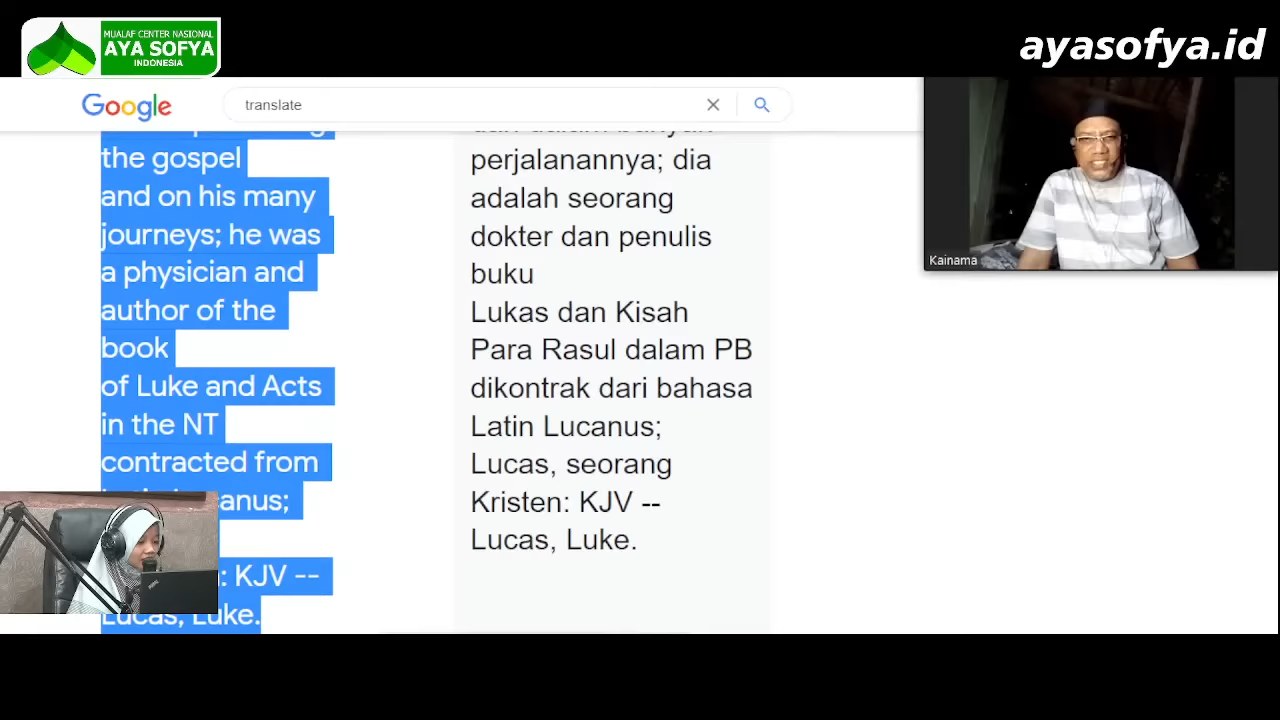 MUALAF CENTER NASIONAL
AYA SOFYA
INDONESIA
ayasofya.id
Google
translate
the gospel
and on his many
journeys; he was
a physician and
author of the
book
of Luke and Acts
in the NT
contracted from
anus;
: KJV --
Lucas, Luke.
perjalanannya; dia
adalah seorang
dokter dan penulis
buku
Lukas dan Kisah
Para Rasul dalam PB
dikontrak dari bahasa
Latin Lucanus;
Lucas, seorang
Kristen: KJV --
Lucas, Luke.
Kainama